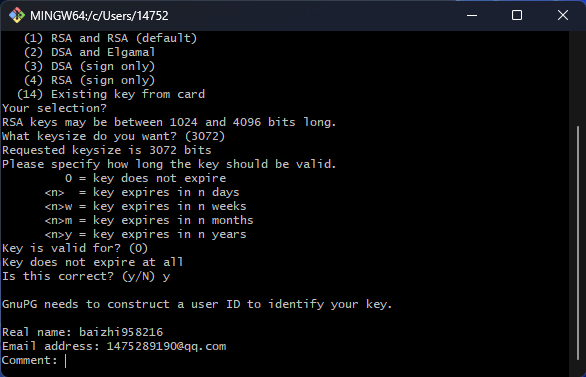 MINGW64:/c/Users/14752
(1) RSA and RSA (default)
(2) DSA and Elgamal
(3) DSA (sign only)
(4) RSA (sign only)
(14) Existing key from card
Your selection?
RSA keys may be between 1024 and 4096 bits long.
What keysize do you want? (3072)
Requested keysize is 3072 bits
Please specify how long the key should be valid.
0 = key does not expire
<n>  = key expires in n days
<n>w = key expires in n weeks
<n>m = key expires in n months
<n>y = key expires in n years
Key is valid for? (0)
Key does not expire at all
Is this correct? (y/N) y
GnuPG needs to construct a user ID to identify your key.
Real name: baizhi958216
Email address: 1475289190@qq.com
Comment: